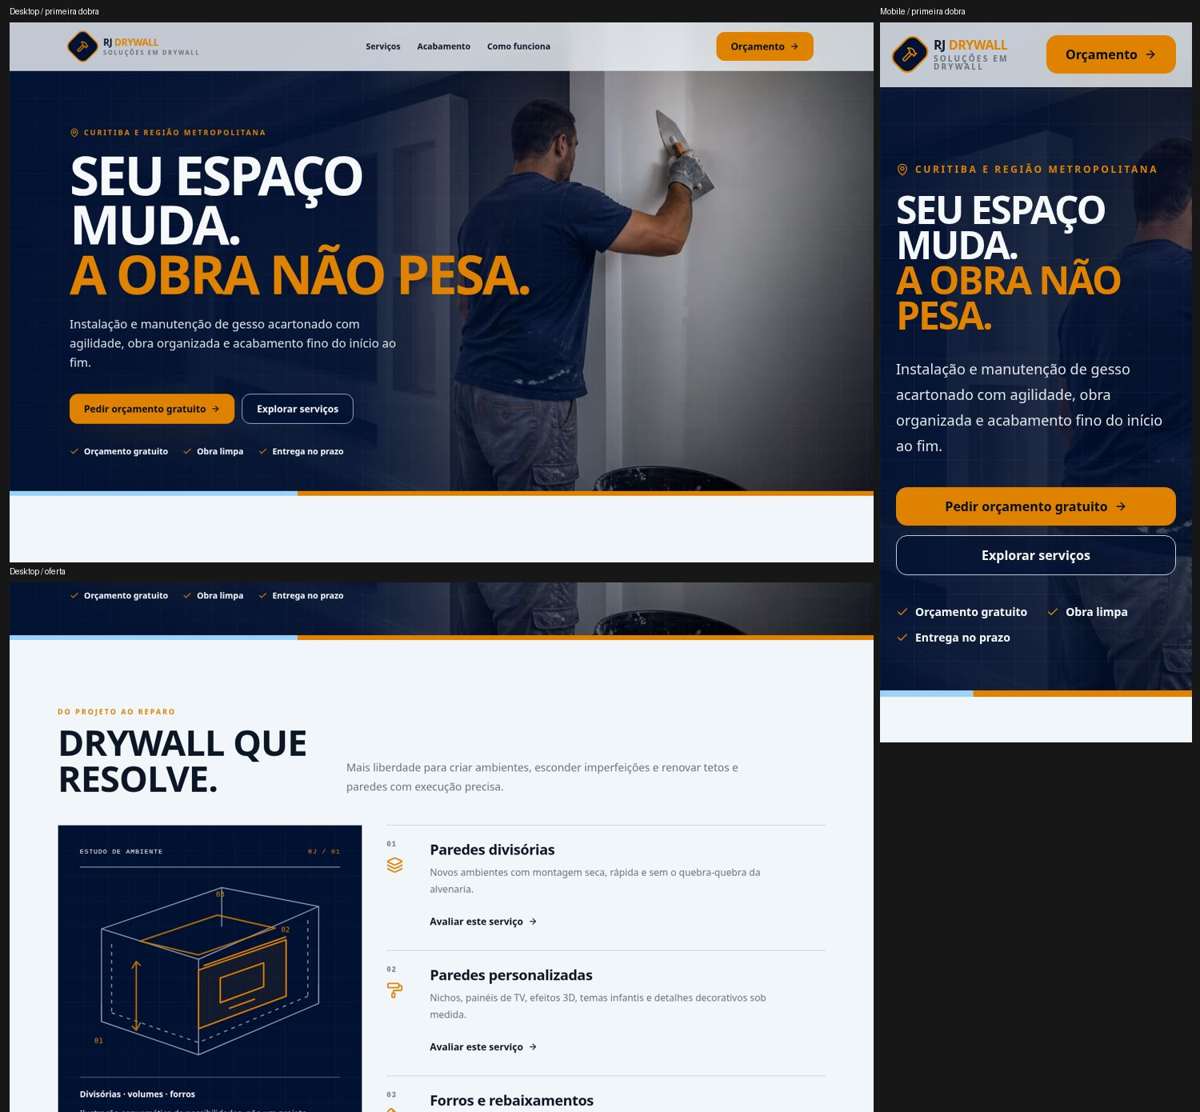 Desktop / primeira dobra
RJ DRYWALL
SOLUÇÕES EM DRYWALL
Serviços
Acabamento
Como funciona
Orçamento
CURITIBA E REGIÃO METROPOLITANA
SEU ESPAÇO
MUDA.
A OBRA NÃO PESA.
Instalação e manutenção de gesso acartonado com
agilidade, obra organizada e acabamento fino do início ao
fim.
Pedir orçamento gratuito
Explorar serviços
Orçamento gratuito
Obra limpa
Entrega no prazo
Mobile / primeira dobra
RJ DRYWALL
SOLUÇÕES EM
DRYWALL
Orçamento
CURITIBA E REGIÃO METROPOLITANA
SEU ESPAÇO
MUDA.
A OBRA NÃO
PESA.
Instalação e manutenção de gesso
acartonado com agilidade, obra
organizada e acabamento fino do início
ao fim.
Pedir orçamento gratuito
Explorar serviços
Orçamento gratuito
Obra limpa
Entrega no prazo
Desktop / oferta
Orçamento gratuito
Obra limpa
Entrega no prazo
DO PROJETO AO REPARO
DRYWALL QUE
RESOLVE.
Mais liberdade para criar ambientes, esconder imperfeições e renovar tetos e
paredes com execução precisa.
ESTUDO DE AMBIENTE
RJ / 01
03
02
01
Divisórias · volumes · forros
01
Paredes divisórias
Novos ambientes com montagem seca, rápida e sem o quebra-quebra da
alvenaria.
Avaliar este serviço
02
Paredes personalizadas
Nichos, painéis de TV, efeitos 3D, temas infantis e detalhes decorativos sob
medida.
Avaliar este serviço
03
Forros e rebaixamentos